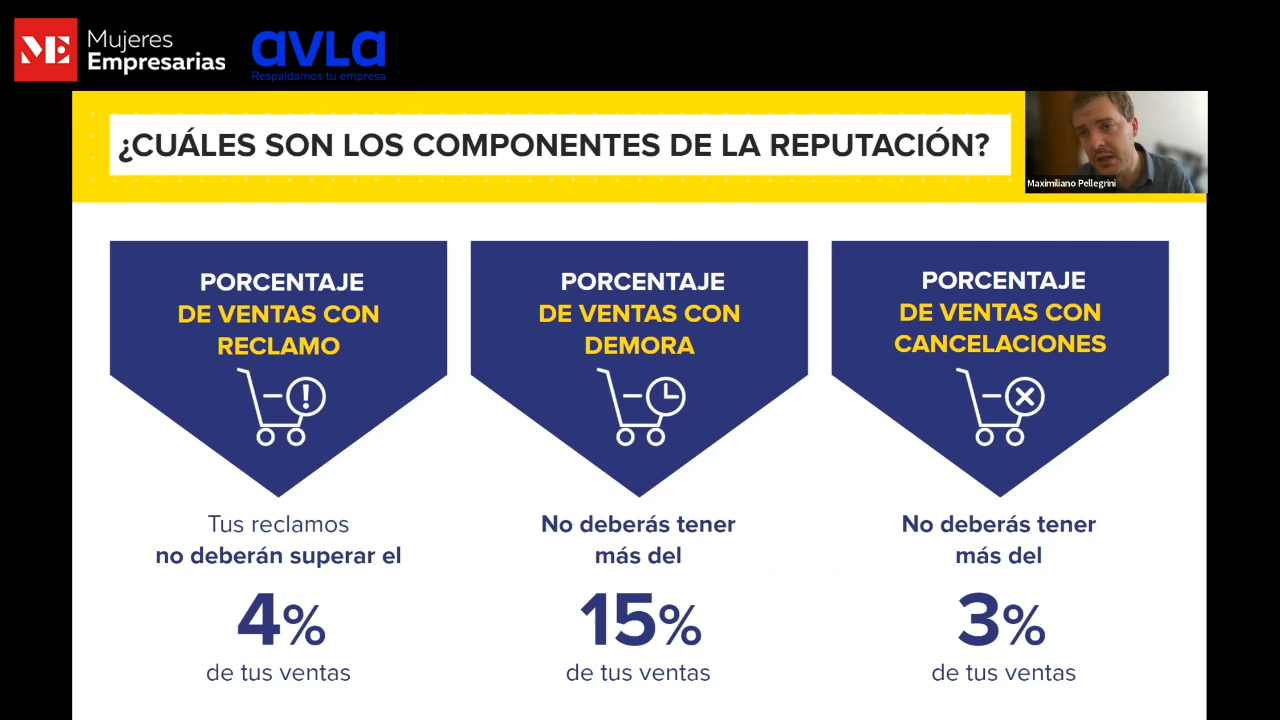 ME
Mujeres
Empresarias
avla
Respaldamos tu empresa
¿CUÁLES SON LOS COMPONENTES DE LA REPUTACIÓN?
Maximiliano Pellegrini
PORCENTAJE
DE VENTAS CON
RECLAMO
Tus reclamos
no deberán superar el
4%
de tus ventas
PORCENTAJE
DE VENTAS CON
DEMORA
No deberás tener
más del
15%
de tus ventas
PORCENTAJE
DE VENTAS CON
CANCELACIONES
No deberás tener
más del
3%
de tus ventas